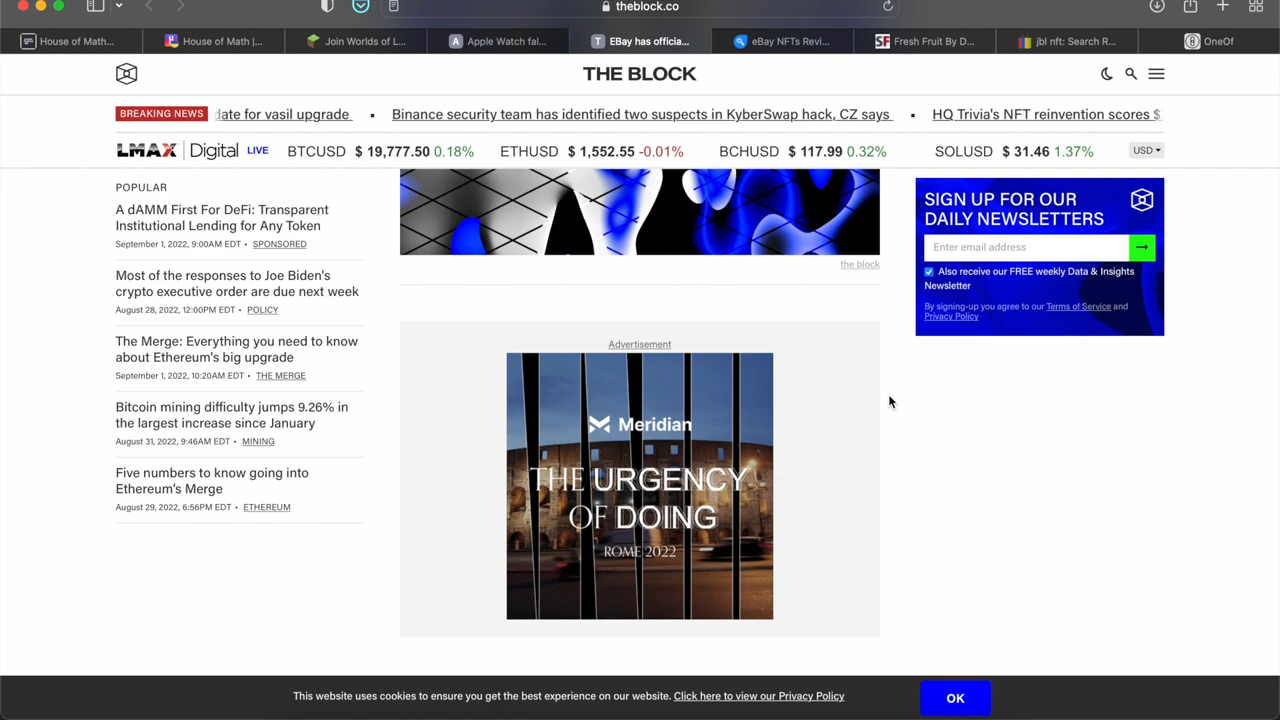 theblock.co
House of Math...
House of Math |...
Join Worlds of L...
Apple Watch fal...
EBay has officia...
eBay NFTs Revi...
Fresh Fruit By D...
jbl nft: Search R...
OneOf
THE BLOCK
BREAKING NEWS
date for vasil upgrade
Binance security team has identified two suspects in KyberSwap hack, CZ says
HQ Trivia's NFT reinvention scores $
LMAX Digital LIVE
BTCUSD $ 19,777.50 0.18%
ETHUSD $ 1,552.55 -0.01%
BCHUSD $ 117.99 0.32%
SOLUSD $ 31.46 1.37%
USD
POPULAR
A dAMM First For DeFi: Transparent
Institutional Lending for Any Token
September 1, 2022, 9:00AM EDT • SPONSORED
Most of the responses to Joe Biden's
crypto executive order are due next week
August 28, 2022, 12:00PM EDT • POLICY
The Merge: Everything you need to know
about Ethereum's big upgrade
September 1, 2022, 10:20AM EDT • THE MERGE
Bitcoin mining difficulty jumps 9.26% in
the largest increase since January
August 31, 2022, 9:46AM EDT • MINING
Five numbers to know going into
Ethereum's Merge
August 29, 2022, 6:56PM EDT • ETHEREUM
the block
Advertisement
Meridian
THE URGENCY
OF DOING
ROME 2022
SIGN UP FOR OUR
DAILY NEWSLETTERS
Enter email address
Also receive our FREE weekly Data & Insights
Newsletter
By signing-up you agree to our Terms of Service and
Privacy Policy
This website uses cookies to ensure you get the best experience on our website. Click here to view our Privacy Policy
OK